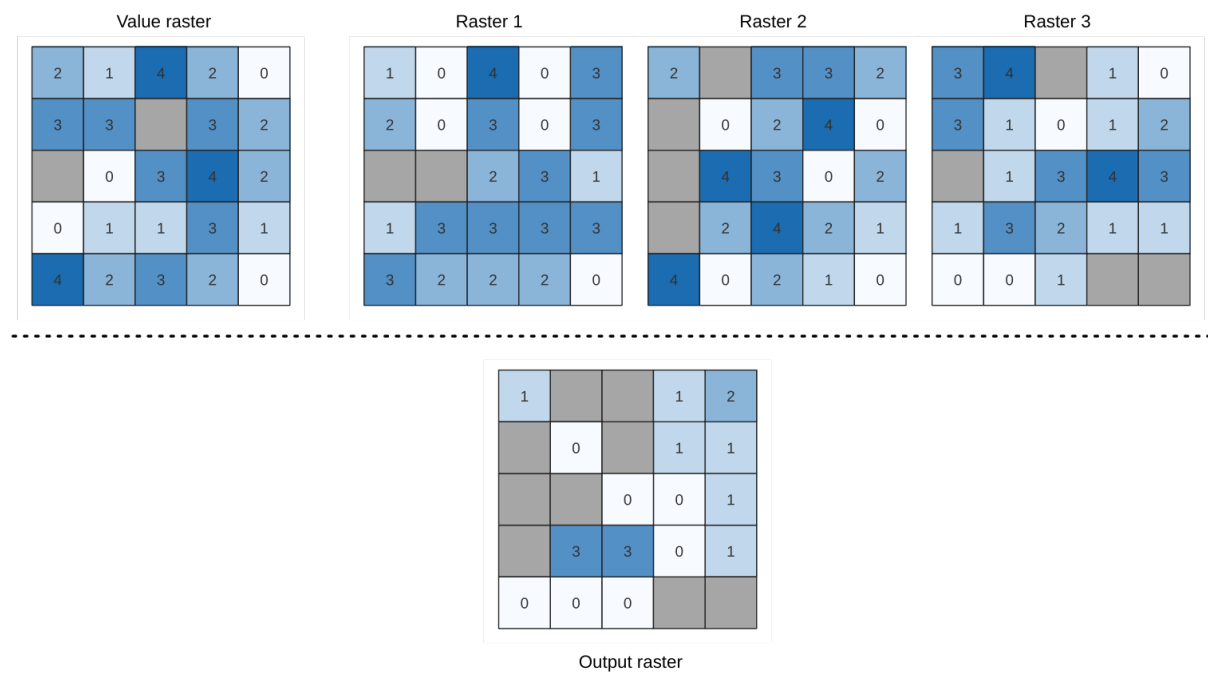 Value raster Raster 1 Raster 2 Raster 3
2 1 4 2 0 1 0 4 0 3 2 3 3 2 3 4 1 0
3 3 3 2 2 0 3 0 3 0 2 4 0 3 1 0 1 2
0 3 4 2 2 3 1 4 3 0 2 1 3 4 3
0 1 1 3 1 1 3 3 3 3 2 4 2 1 1 3 2 1 1
4 2 3 2 0 3 2 2 2 0 4 0 2 1 0 0 0 1
1 1 2
0 1 1
0 0 1
3 3 0 1
0 0 0
Output raster